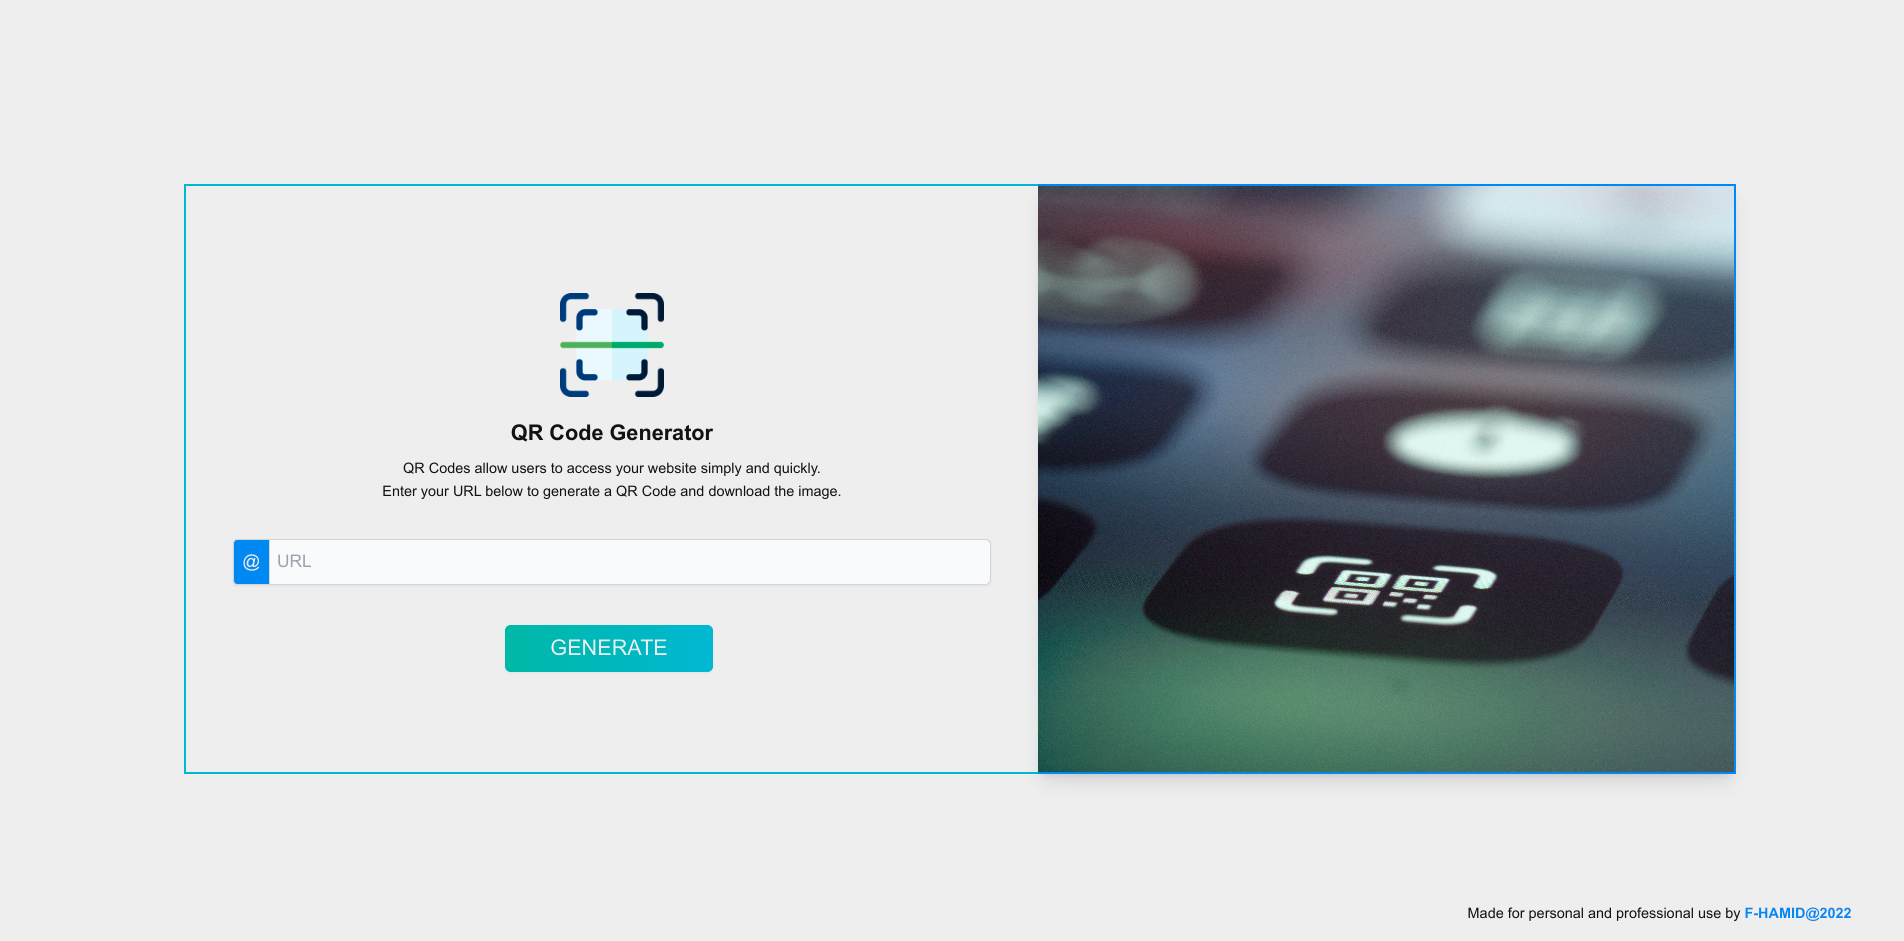 QR Code Generator
QR Codes allow users to access your website simply and quickly.
Enter your URL below to generate a QR Code and download the image.
@ URL
GENERATE
Made for personal and professional use by F-HAMID@2022